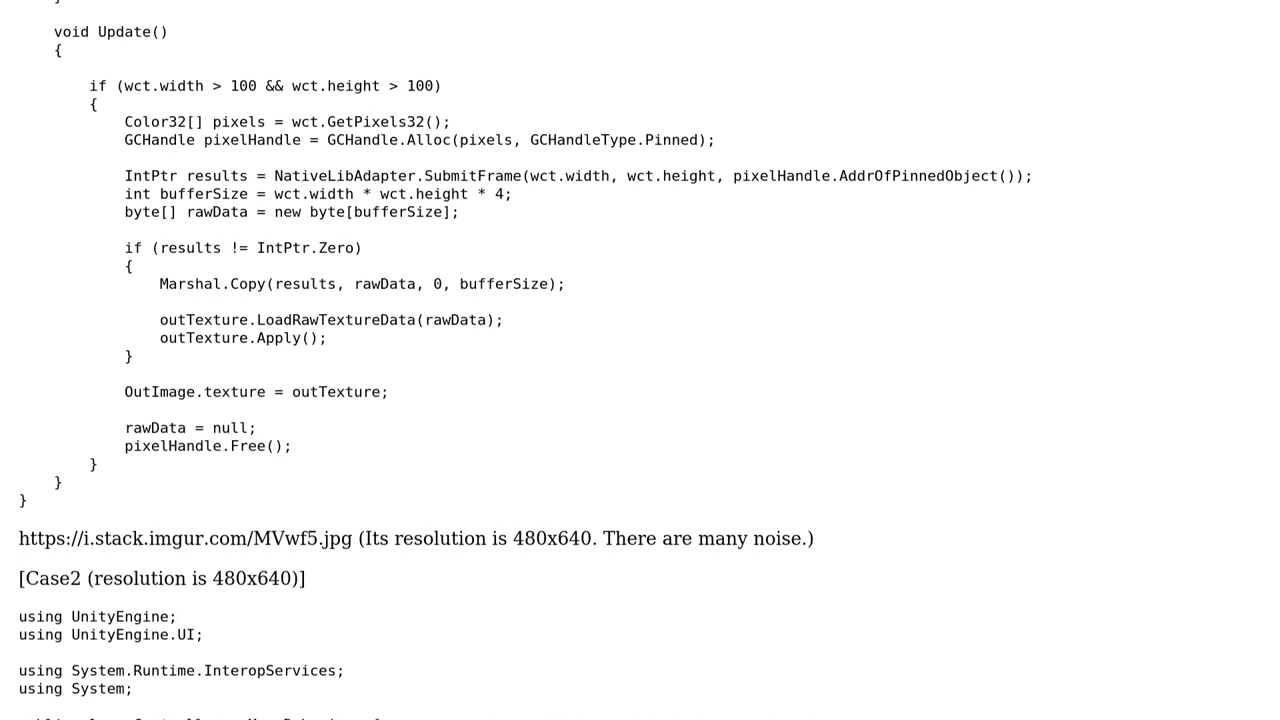 void Update()
{
if (wct.width > 100 && wct.height > 100)
{
Color32[] pixels = wct.GetPixels32();
GCHandle pixelHandle = GCHandle.Alloc(pixels, GCHandleType.Pinned);
IntPtr results = NativeLibAdapter.SubmitFrame(wct.width, wct.height, pixelHandle.AddrOfPinnedObject());
int bufferSize = wct.width * wct.height * 4;
byte[] rawData = new byte[bufferSize];
if (results != IntPtr.Zero)
{
Marshal.Copy(results, rawData, 0, bufferSize);
outTexture.LoadRawTextureData(rawData);
outTexture.Apply();
}
OutImage.texture = outTexture;
rawData = null;
pixelHandle.Free();
}
}
}
https://i.stack.imgur.com/MVwf5.jpg (Its resolution is 480x640. There are many noise.)
[Case2 (resolution is 480x640)]
using UnityEngine;
using UnityEngine.UI;
using System.Runtime.InteropServices;
using System;